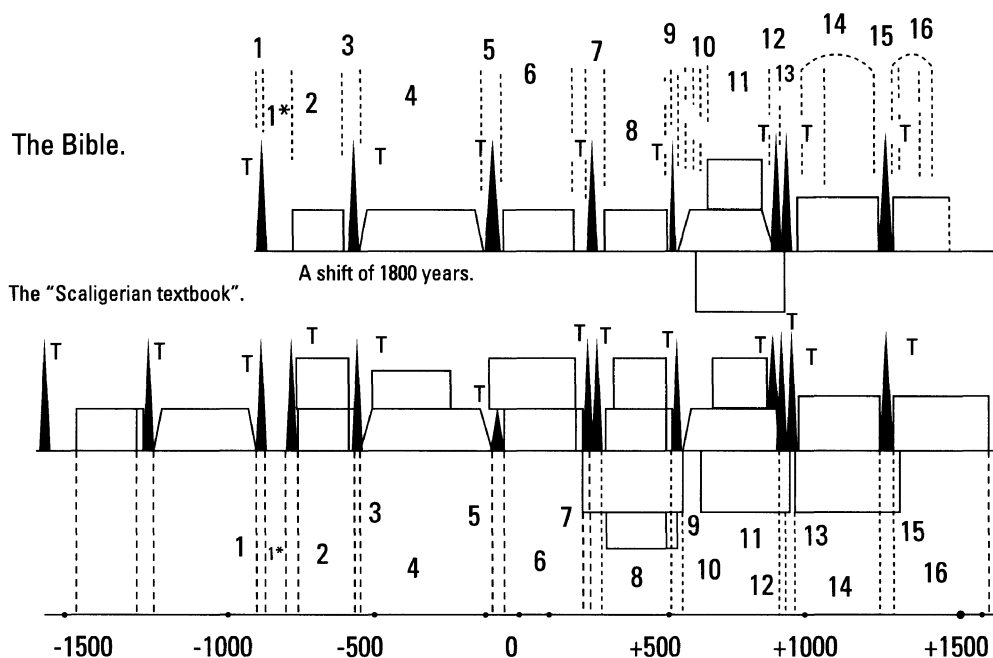 1 3 5 7 9 10 12 14 15 16
1* 2 4 6 8 11 13
The Bible.
T T T T T T T
A shift of 1800 years.
The "Scaligerian textbook".
T T T T T T T T T T T T T
1 1* 2 3 4 5 6 7 8 9 10 11 12 13 14 15 16
-1500 -1000 -500 0 +500 +1000 +1500